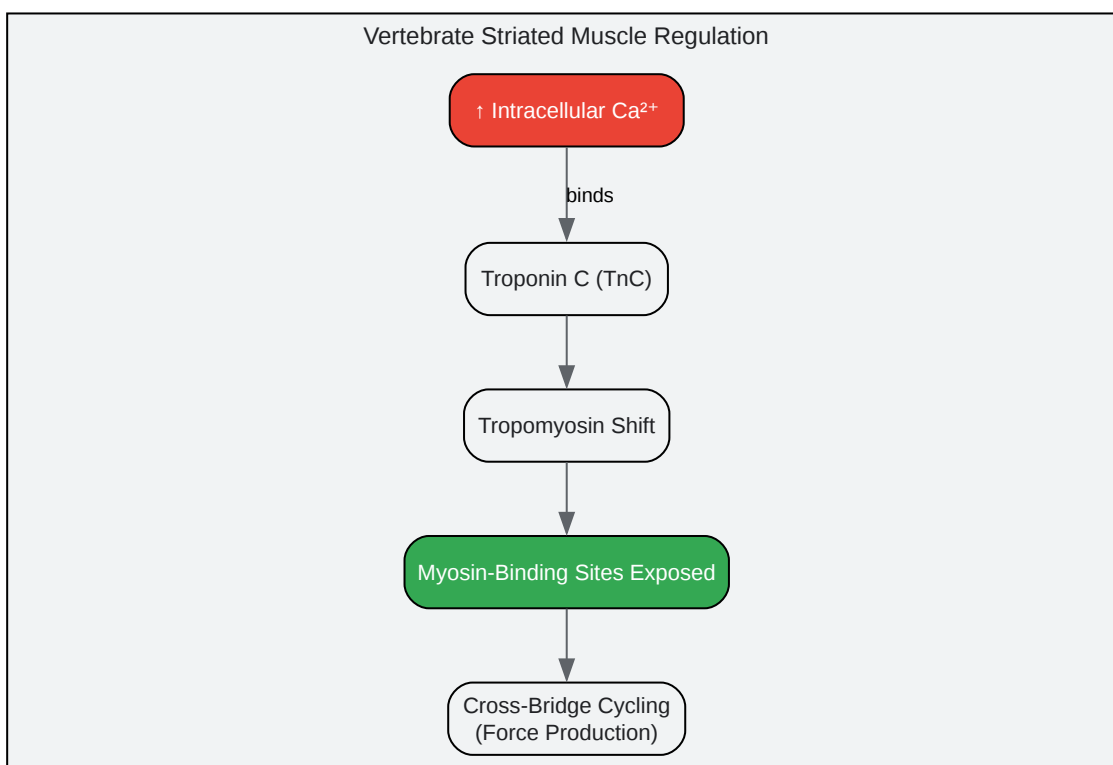 Vertebrate Striated Muscle Regulation
↑ Intracellular Ca²⁺
binds
Troponin C (TnC)
Tropomyosin Shift
Myosin-Binding Sites Exposed
Cross-Bridge Cycling
(Force Production)